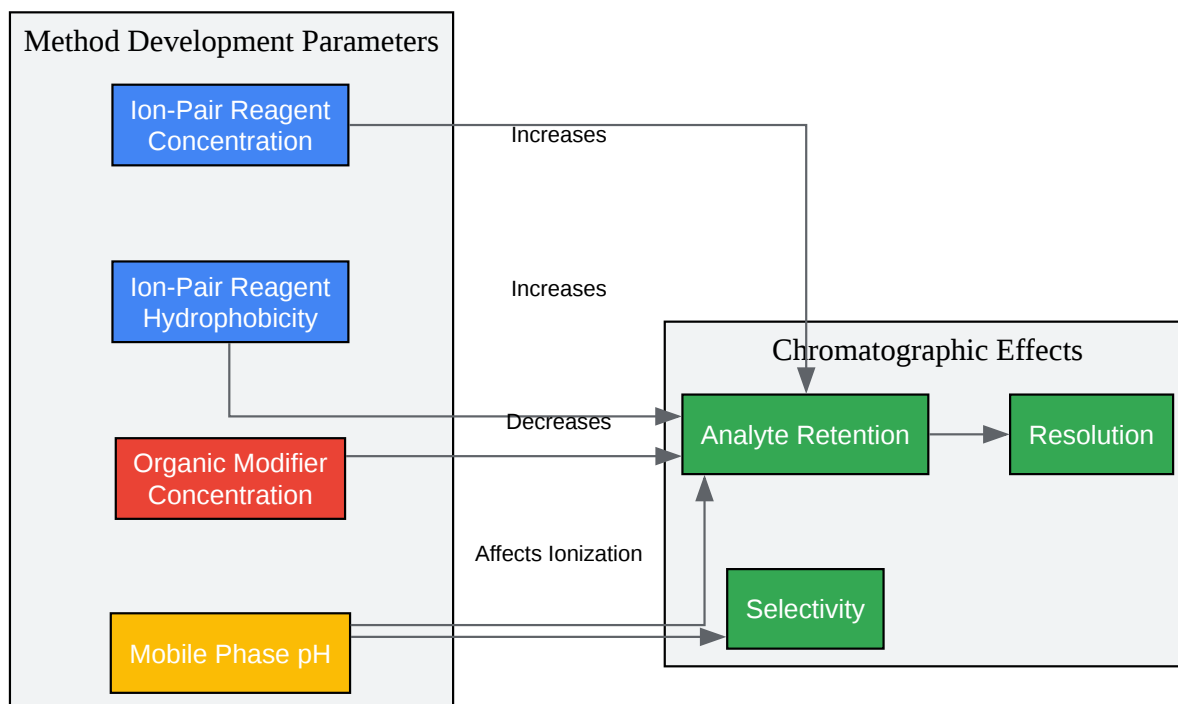 Method Development Parameters
Ion-Pair Reagent
Concentration
Increases
Ion-Pair Reagent
Hydrophobicity
Increases
Chromatographic Effects
Decreases
Analyte Retention
Resolution
Organic Modifier
Concentration
Affects Ionization
Selectivity
Mobile Phase pH